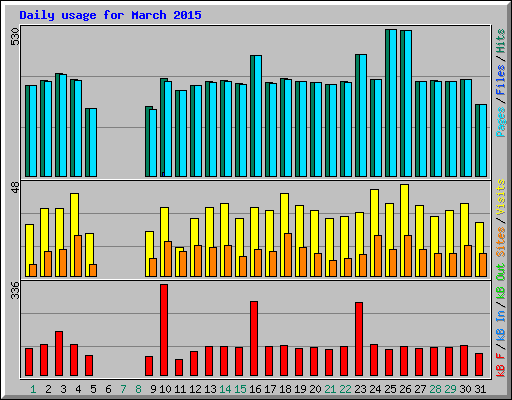 Daily usage for March 2015
530
Pages / Files / Hits
48
Sites / Visits
336
kB F / kB In / kB Out
1 2 3 4 5 6 7 8 9 10 11 12 13 14 15 16 17 18 19 20 21 22 23 24 25 26 27 28 29 30 31